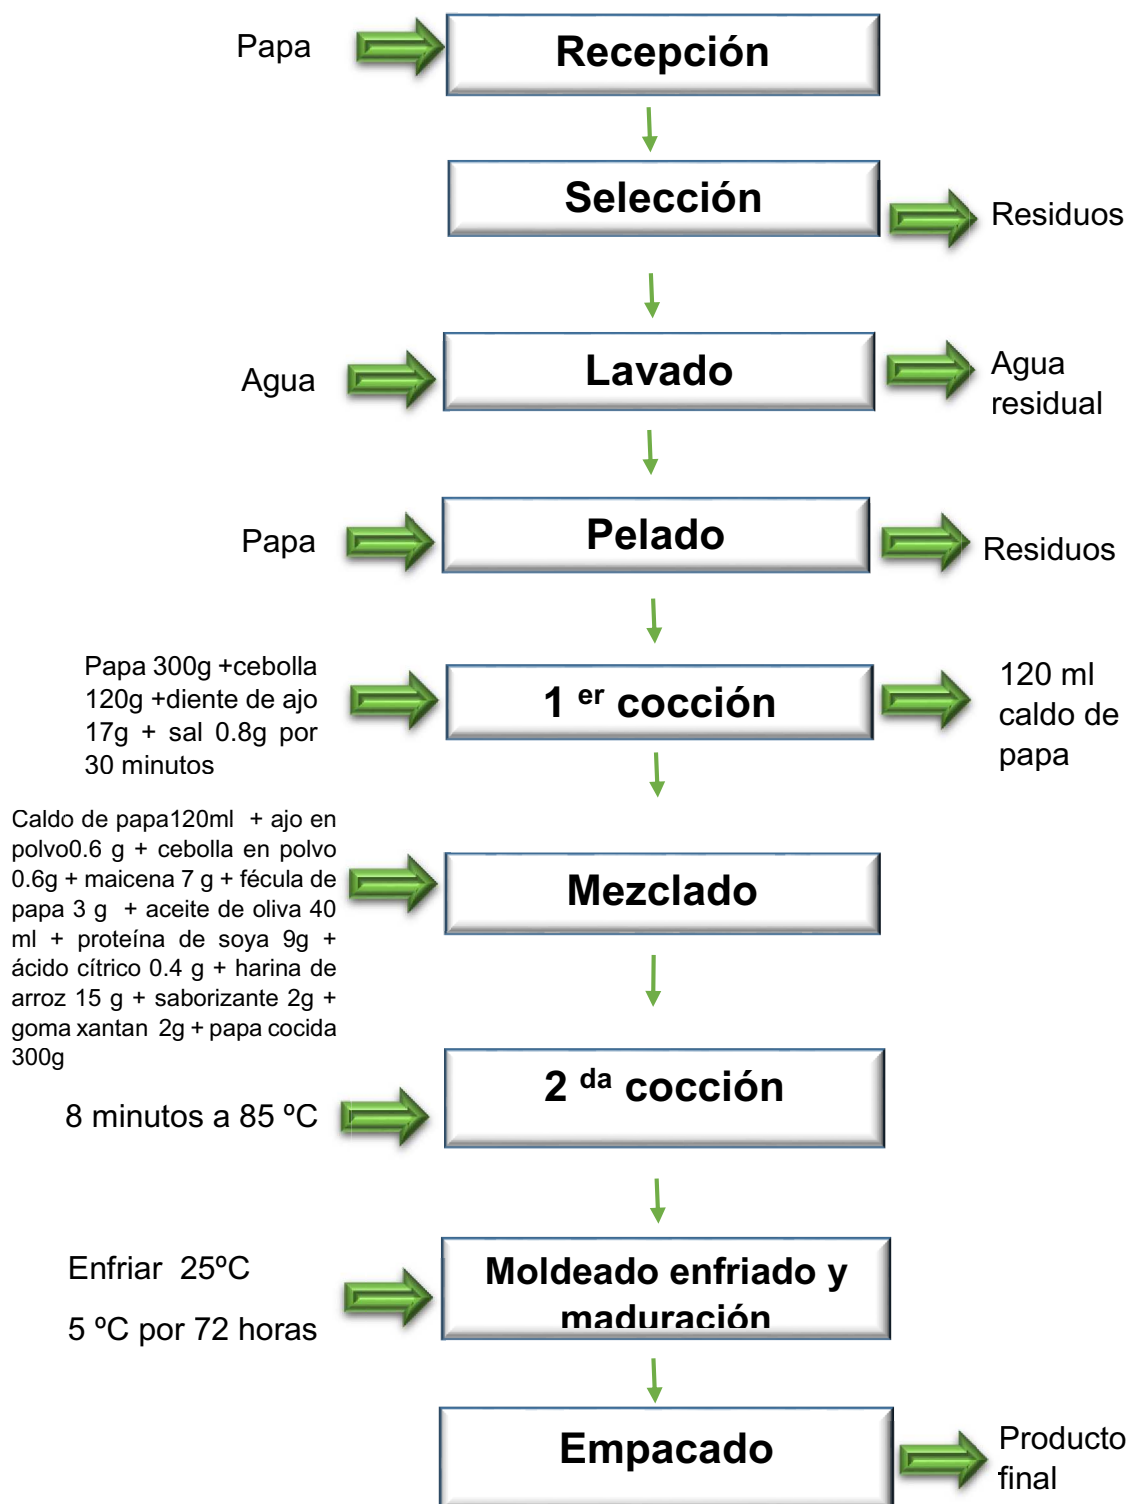 Papa
Recepción
Selección
Residuos
Agua
Lavado
Agua
residual
Papa
Pelado
Residuos
Papa 300g +cebolla
120g +diente de ajo
17g + sal 0.8g por
30 minutos
1 er cocción
120 ml
caldo de
papa
Caldo de papa120ml + ajo en
polvo0.6 g + cebolla en polvo
0.6g + maicena 7 g + fécula de
papa 3 g + aceite de oliva 40
ml + proteína de soya 9g +
ácido cítrico 0.4 g + harina de
arroz 15 g + saborizante 2g +
goma xantan 2g + papa cocida
300g
Mezclado
8 minutos a 85 ºC
2 da cocción
Enfriar 25ºC
5 ºC por 72 horas
Moldeado enfriado y
maduración
Empacado
Producto
final